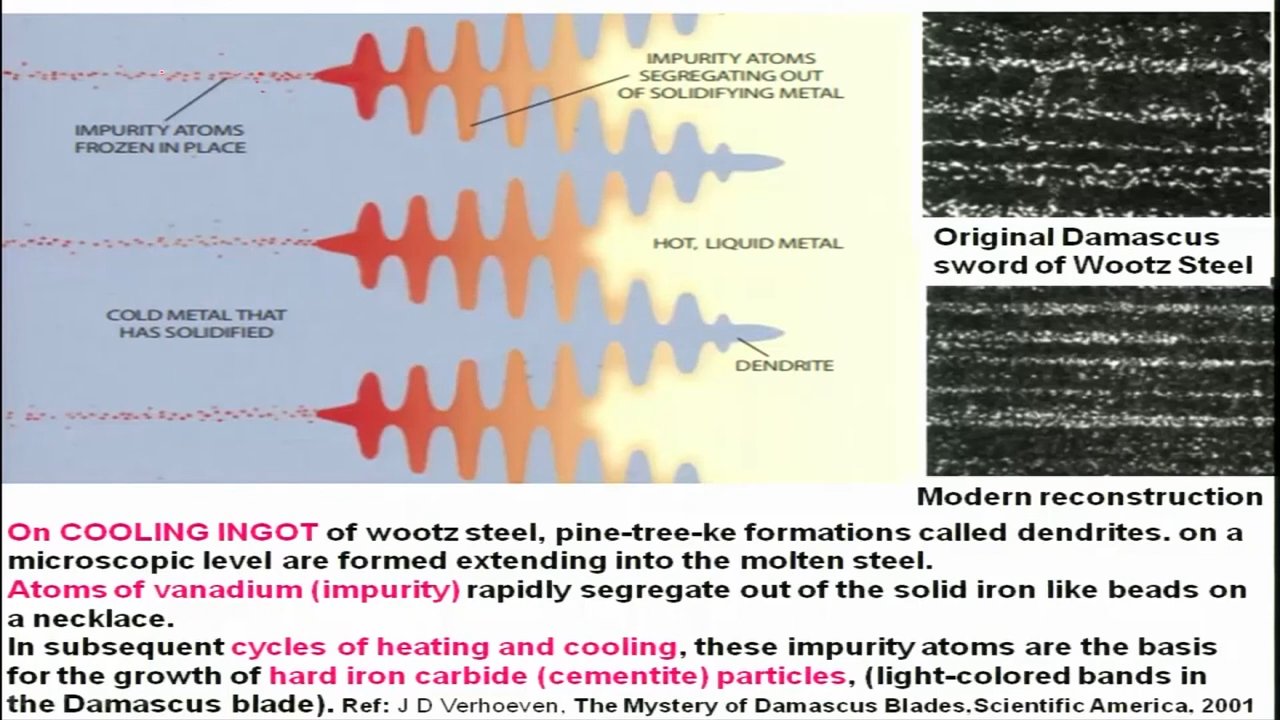 IMPURITY ATOMS
SEGREGATING OUT
OF SOLIDIFYING METAL
IMPURITY ATOMS
FROZEN IN PLACE
HOT, LIQUID METAL
COLD METAL THAT
HAS SOLIDIFIED
DENDRITE
Original Damascus
sword of Wootz Steel
Modern reconstruction
On COOLING INGOT of wootz steel, pine-tree-ke formations called dendrites. on a
microscopic level are formed extending into the molten steel.
Atoms of vanadium (impurity) rapidly segregate out of the solid iron like beads on
a necklace.
In subsequent cycles of heating and cooling, these impurity atoms are the basis
for the growth of hard iron carbide (cementite) particles, (light-colored bands in
the Damascus blade). Ref: J D Verhoeven, The Mystery of Damascus Blades.Scientific America, 2001